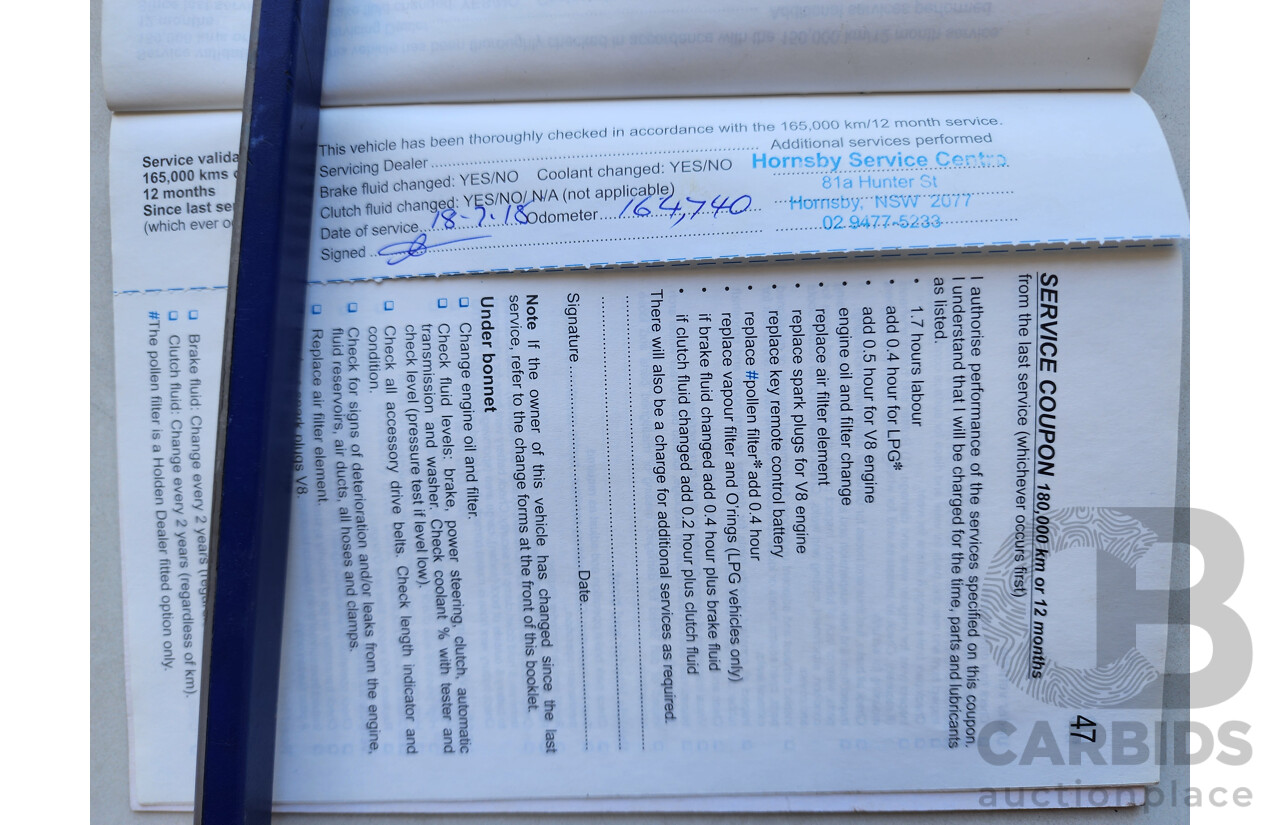 This vehicle has been thoroughly checked in accordance with the 165,000 km/12 month service.
Servicing Dealer
Brake fluid changed: YES/NO Coolant changed: YES/NO
Clutch fluid changed: YES/NO/ N/A (not applicable)
Date of service 18-7-18 Odometer 164,740
Signed
Additional services performed
Hornsby Service Centre
81a Hunter St
Hornsby, NSW 2077
02 9477-5233
Service valida
165,000 kms
12 months
Since last se
(which ever
47
SERVICE COUPON 180,000 km or 12 months
from the last service (whichever occurs first)
I authorise performance of the services specified on this coupon.
I understand that I will be charged for the time, parts and lubricants
as listed.
• 1.7 hours labour
• add 0.4 hour for LPG*
• add 0.5 hour for V8 engine
• engine oil and filter change
• replace air filter element
• replace spark plugs for V8 engine
• replace key remote control battery
• replace #pollen filter* add 0.4 hour
• replace vapour filter and O'rings (LPG vehicles only)
• if brake fluid changed add 0.4 hour plus brake fluid
• if clutch fluid changed add 0.2 hour plus clutch fluid
There will also be a charge for additional services as required.
Signature Date
Note If the owner of this vehicle has changed since the last
service, refer to the change forms at the front of this booklet.
Under bonnet
Change engine oil and filter.
Check fluid levels: brake, power steering, clutch, automatic
transmission and washer. Check coolant % with tester and
check level (pressure test if level low).
Check all accessory drive belts. Check length indicator and
condition.
Check for signs of deterioration and/or leaks from the engine,
fluid reservoirs, air ducts, all hoses and clamps.
Replace air filter element.
spark plugs V8.
Brake fluid: Change every 2 years
Clutch fluid: Change every 2 years (regardless of km).
#The pollen filter is a Holden Dealer fitted option only.
CARBIDS
auctionplace